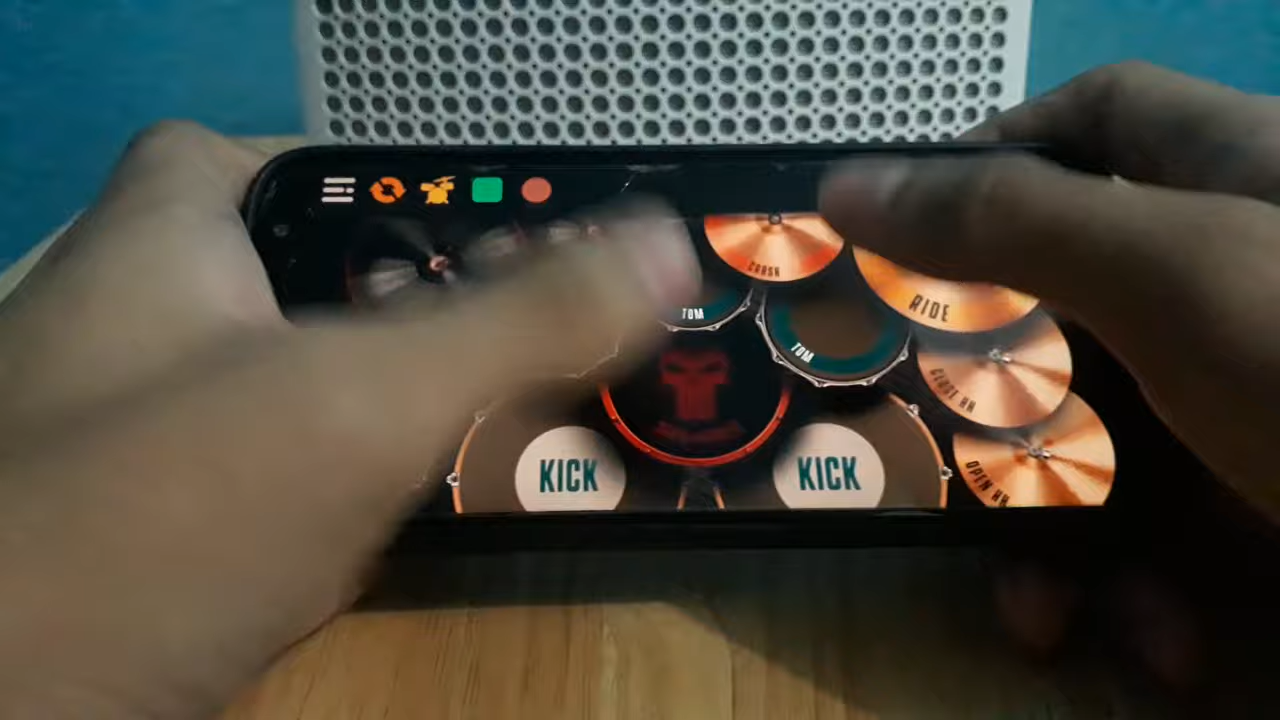 CRASH
TOM
RIDE
TOM
CLOSE HH
KICK
KICK
OPEN HH